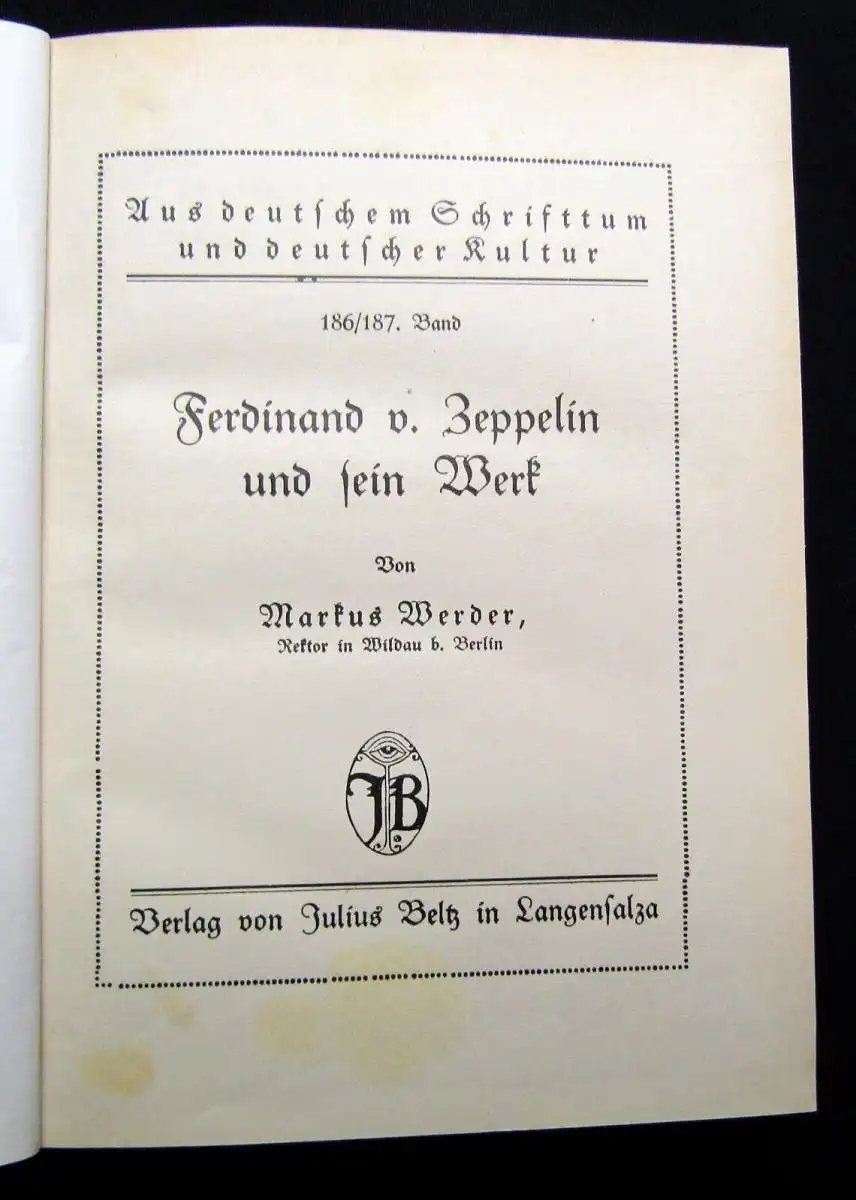 Aus deutſchem Schrifttum
und deutſcher Kultur
186/187. Band
Ferdinand v. Zeppelin
und ſein Werk
Von
Markus Werder,
Rektor in Wildau b. Berlin
JB
Verlag von Julius Beltz in Langenſalza